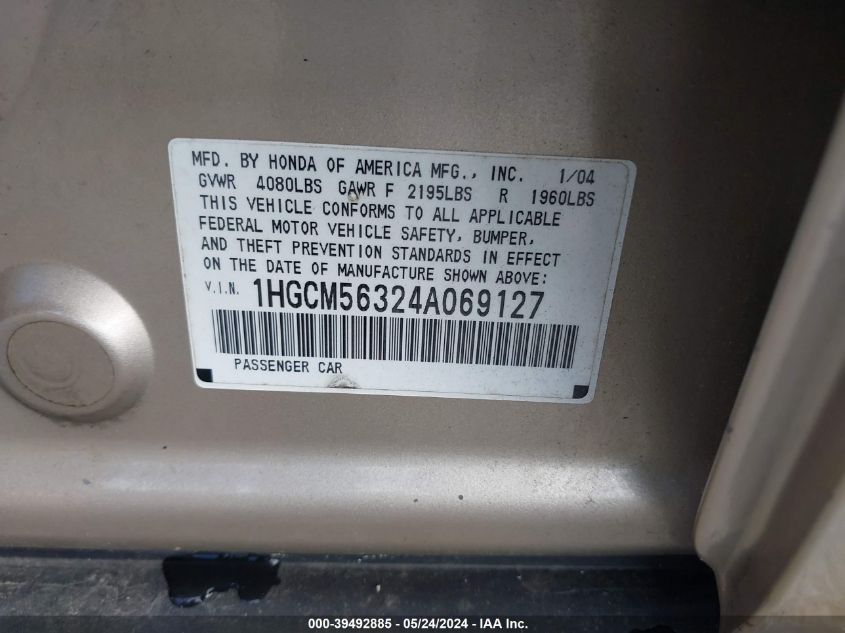 MFD. BY HONDA OF AMERICA MFG., INC. 1/04
GVWR 4080LBS GAWR F 2195LBS R 1960LBS
THIS VEHICLE CONFORMS TO ALL APPLICABLE
FEDERAL MOTOR VEHICLE SAFETY, BUMPER,
AND THEFT PREVENTION STANDARDS IN EFFECT
ON THE DATE OF MANUFACTURE SHOWN ABOVE:
V.I.N. 1HGCM56324A069127
PASSENGER CAR
000-39492885 - 05/24/2024 - IAAI.com.